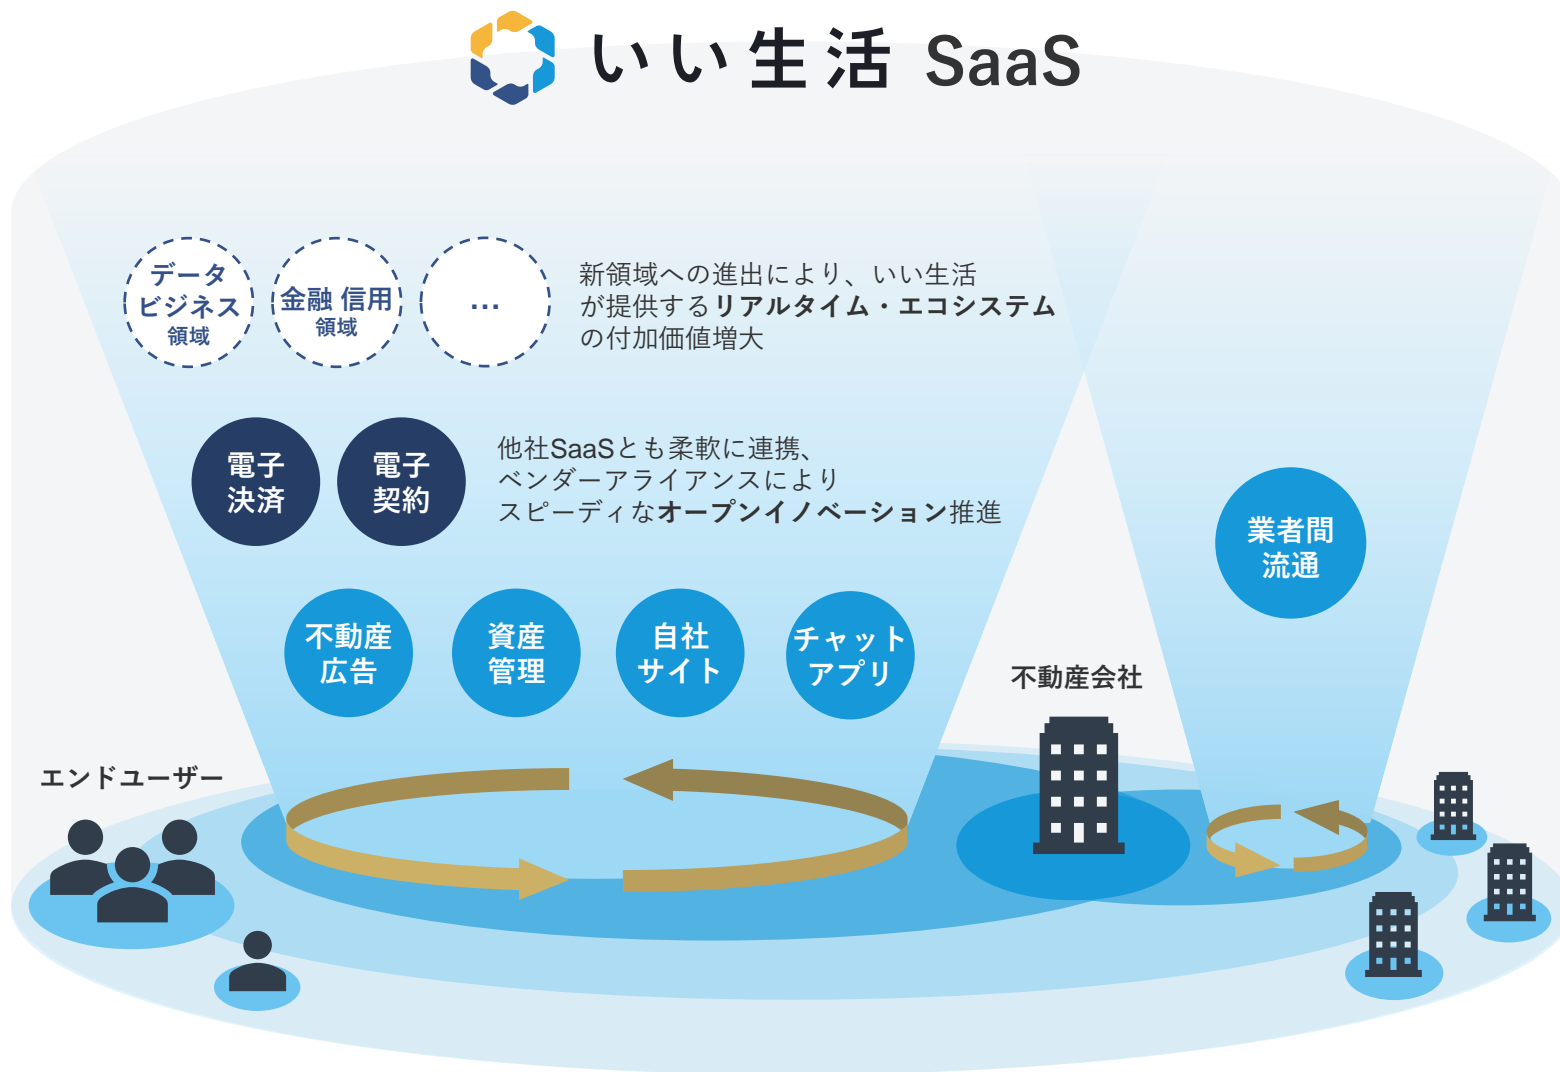 いい生活 SaaS
データ
ビジネス
領域
金融 信用
領域
…
新領域への進出により、いい生活
が提供するリアルタイム・エコシステム
の付加価値増大
電子
決済
電子
契約
他社SaaSとも柔軟に連携、
ベンダーアライアンスにより
スピーディなオープンイノベーション推進
業者間
流通
不動産
広告
資産
管理
自社
サイト
チャット
アプリ
不動産会社
エンドユーザー